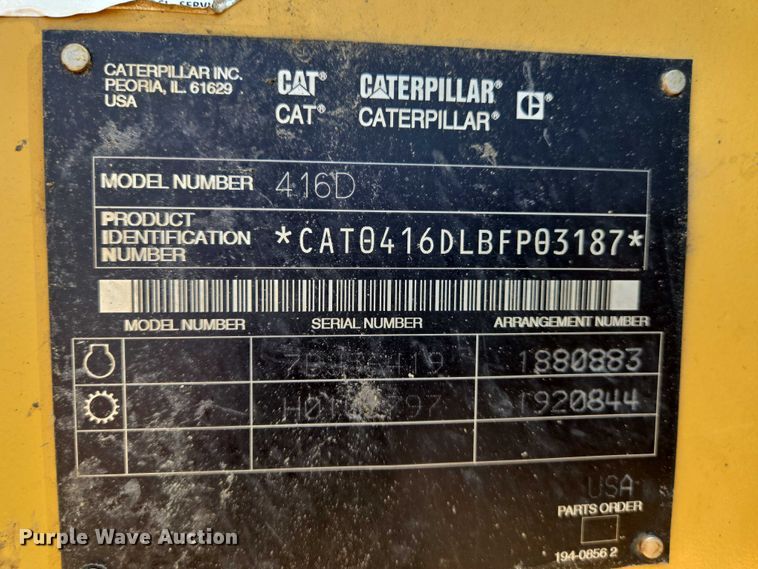 CATERPILLAR INC.
PEORIA, IL. 61629
USA
CAT® CATERPILLAR® C®
CAT® CATERPILLAR®
MODEL NUMBER 416D
PRODUCT
IDENTIFICATION
NUMBER
*CAT0416DLBFP03187*
MODEL NUMBER SERIAL NUMBER ARRANGEMENT NUMBER
1880883
1920844
USA
PARTS ORDER
194-0856 2
Purple Wave Auction